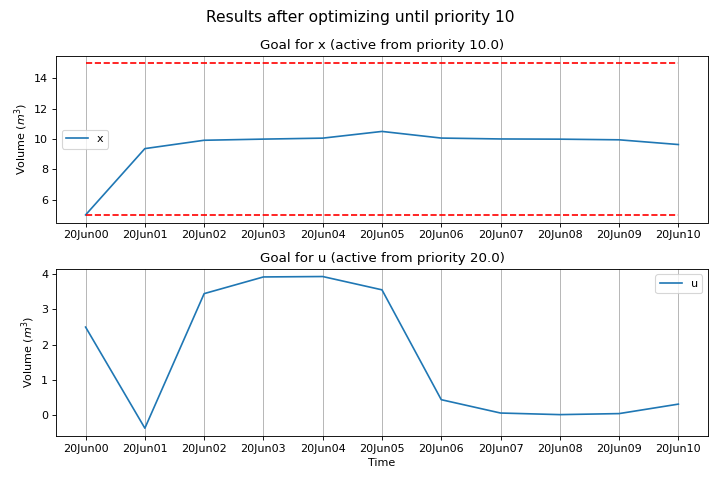 Results after optimizing until priority 10
Goal for x (active from priority 10.0)
Volume (m³)
14
12
10
8
6
x
20Jun00 20Jun01 20Jun02 20Jun03 20Jun04 20Jun05 20Jun06 20Jun07 20Jun08 20Jun09 20Jun10
Goal for u (active from priority 20.0)
Volume (m³)
4
3
2
1
0
u
20Jun00 20Jun01 20Jun02 20Jun03 20Jun04 20Jun05 20Jun06 20Jun07 20Jun08 20Jun09 20Jun10
Time